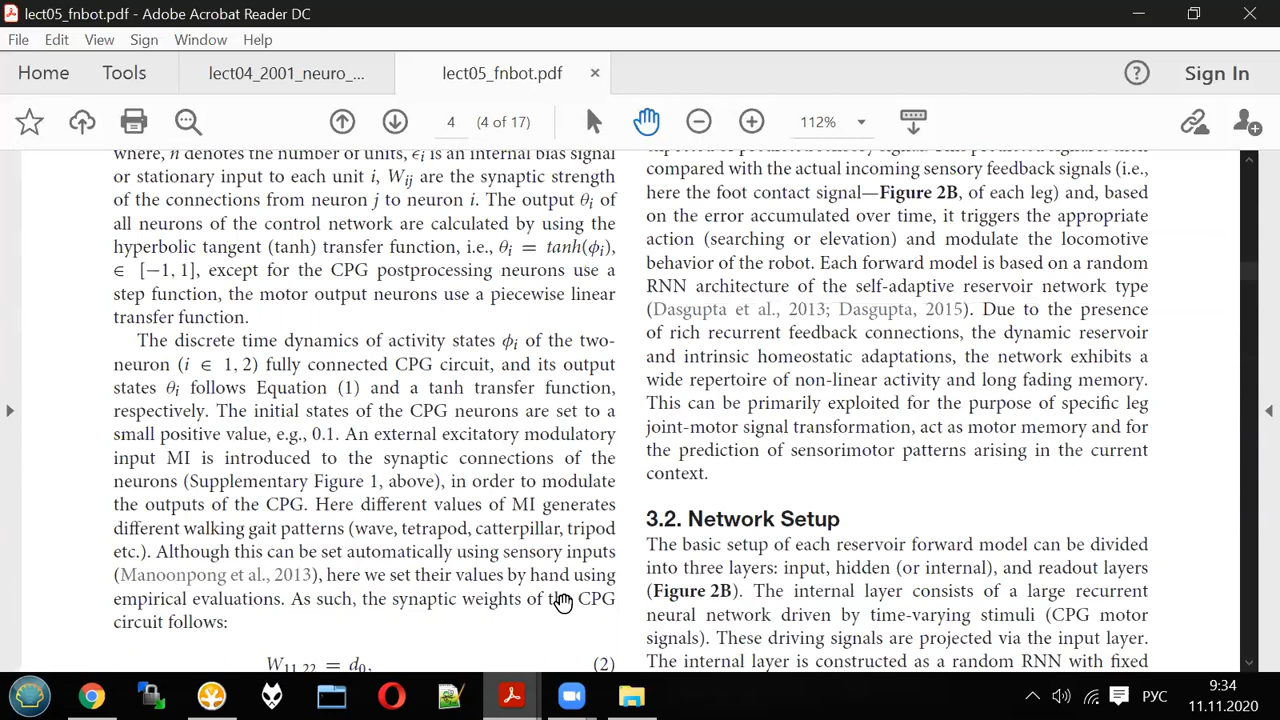 lect05_fnbot.pdf - Adobe Acrobat Reader DC
File Edit View Sign Window Help
Home Tools lect04_2001_neuro_... lect05_fnbot.pdf × Sign In
4 (4 of 17) 112%
where, n denotes the number of units, ϵi is an internal bias signal
or stationary input to each unit i, Wij are the synaptic strength
of the connections from neuron j to neuron i. The output θi of
all neurons of the control network are calculated by using the
hyperbolic tangent (tanh) transfer function, i.e., θi = tanh(ϕi),
∈ [−1, 1], except for the CPG postprocessing neurons use a
step function, the motor output neurons use a piecewise linear
transfer function.
The discrete time dynamics of activity states ϕi of the two-
neuron (i ∈ 1, 2) fully connected CPG circuit, and its output
states θi follows Equation (1) and a tanh transfer function,
respectively. The initial states of the CPG neurons are set to a
small positive value, e.g., 0.1. An external excitatory modulatory
input MI is introduced to the synaptic connections of the
neurons (Supplementary Figure 1, above), in order to modulate
the outputs of the CPG. Here different values of MI generates
different walking gait patterns (wave, tetrapod, catterpillar, tripod
etc.). Although this can be set automatically using sensory inputs
(Manoonpong et al., 2013), here we set their values by hand using
empirical evaluations. As such, the synaptic weights of the CPG
circuit follows:
W11,22 = d0, (2)
compared with the actual incoming sensory feedback signals (i.e.,
here the foot contact signal—Figure 2B, of each leg) and, based
on the error accumulated over time, it triggers the appropriate
action (searching or elevation) and modulate the locomotive
behavior of the robot. Each forward model is based on a random
RNN architecture of the self-adaptive reservoir network type
(Dasgupta et al., 2013; Dasgupta, 2015). Due to the presence
of rich recurrent feedback connections, the dynamic reservoir
and intrinsic homeostatic adaptations, the network exhibits a
wide repertoire of non-linear activity and long fading memory.
This can be primarily exploited for the purpose of specific leg
joint-motor signal transformation, act as motor memory and for
the prediction of sensorimotor patterns arising in the current
context.
3.2. Network Setup
The basic setup of each reservoir forward model can be divided
into three layers: input, hidden (or internal), and readout layers
(Figure 2B). The internal layer consists of a large recurrent
neural network driven by time-varying stimuli (CPG motor
signals). These driving signals are projected via the input layer.
The internal layer is constructed as a random RNN with fixed
РУС
9:34
11.11.2020